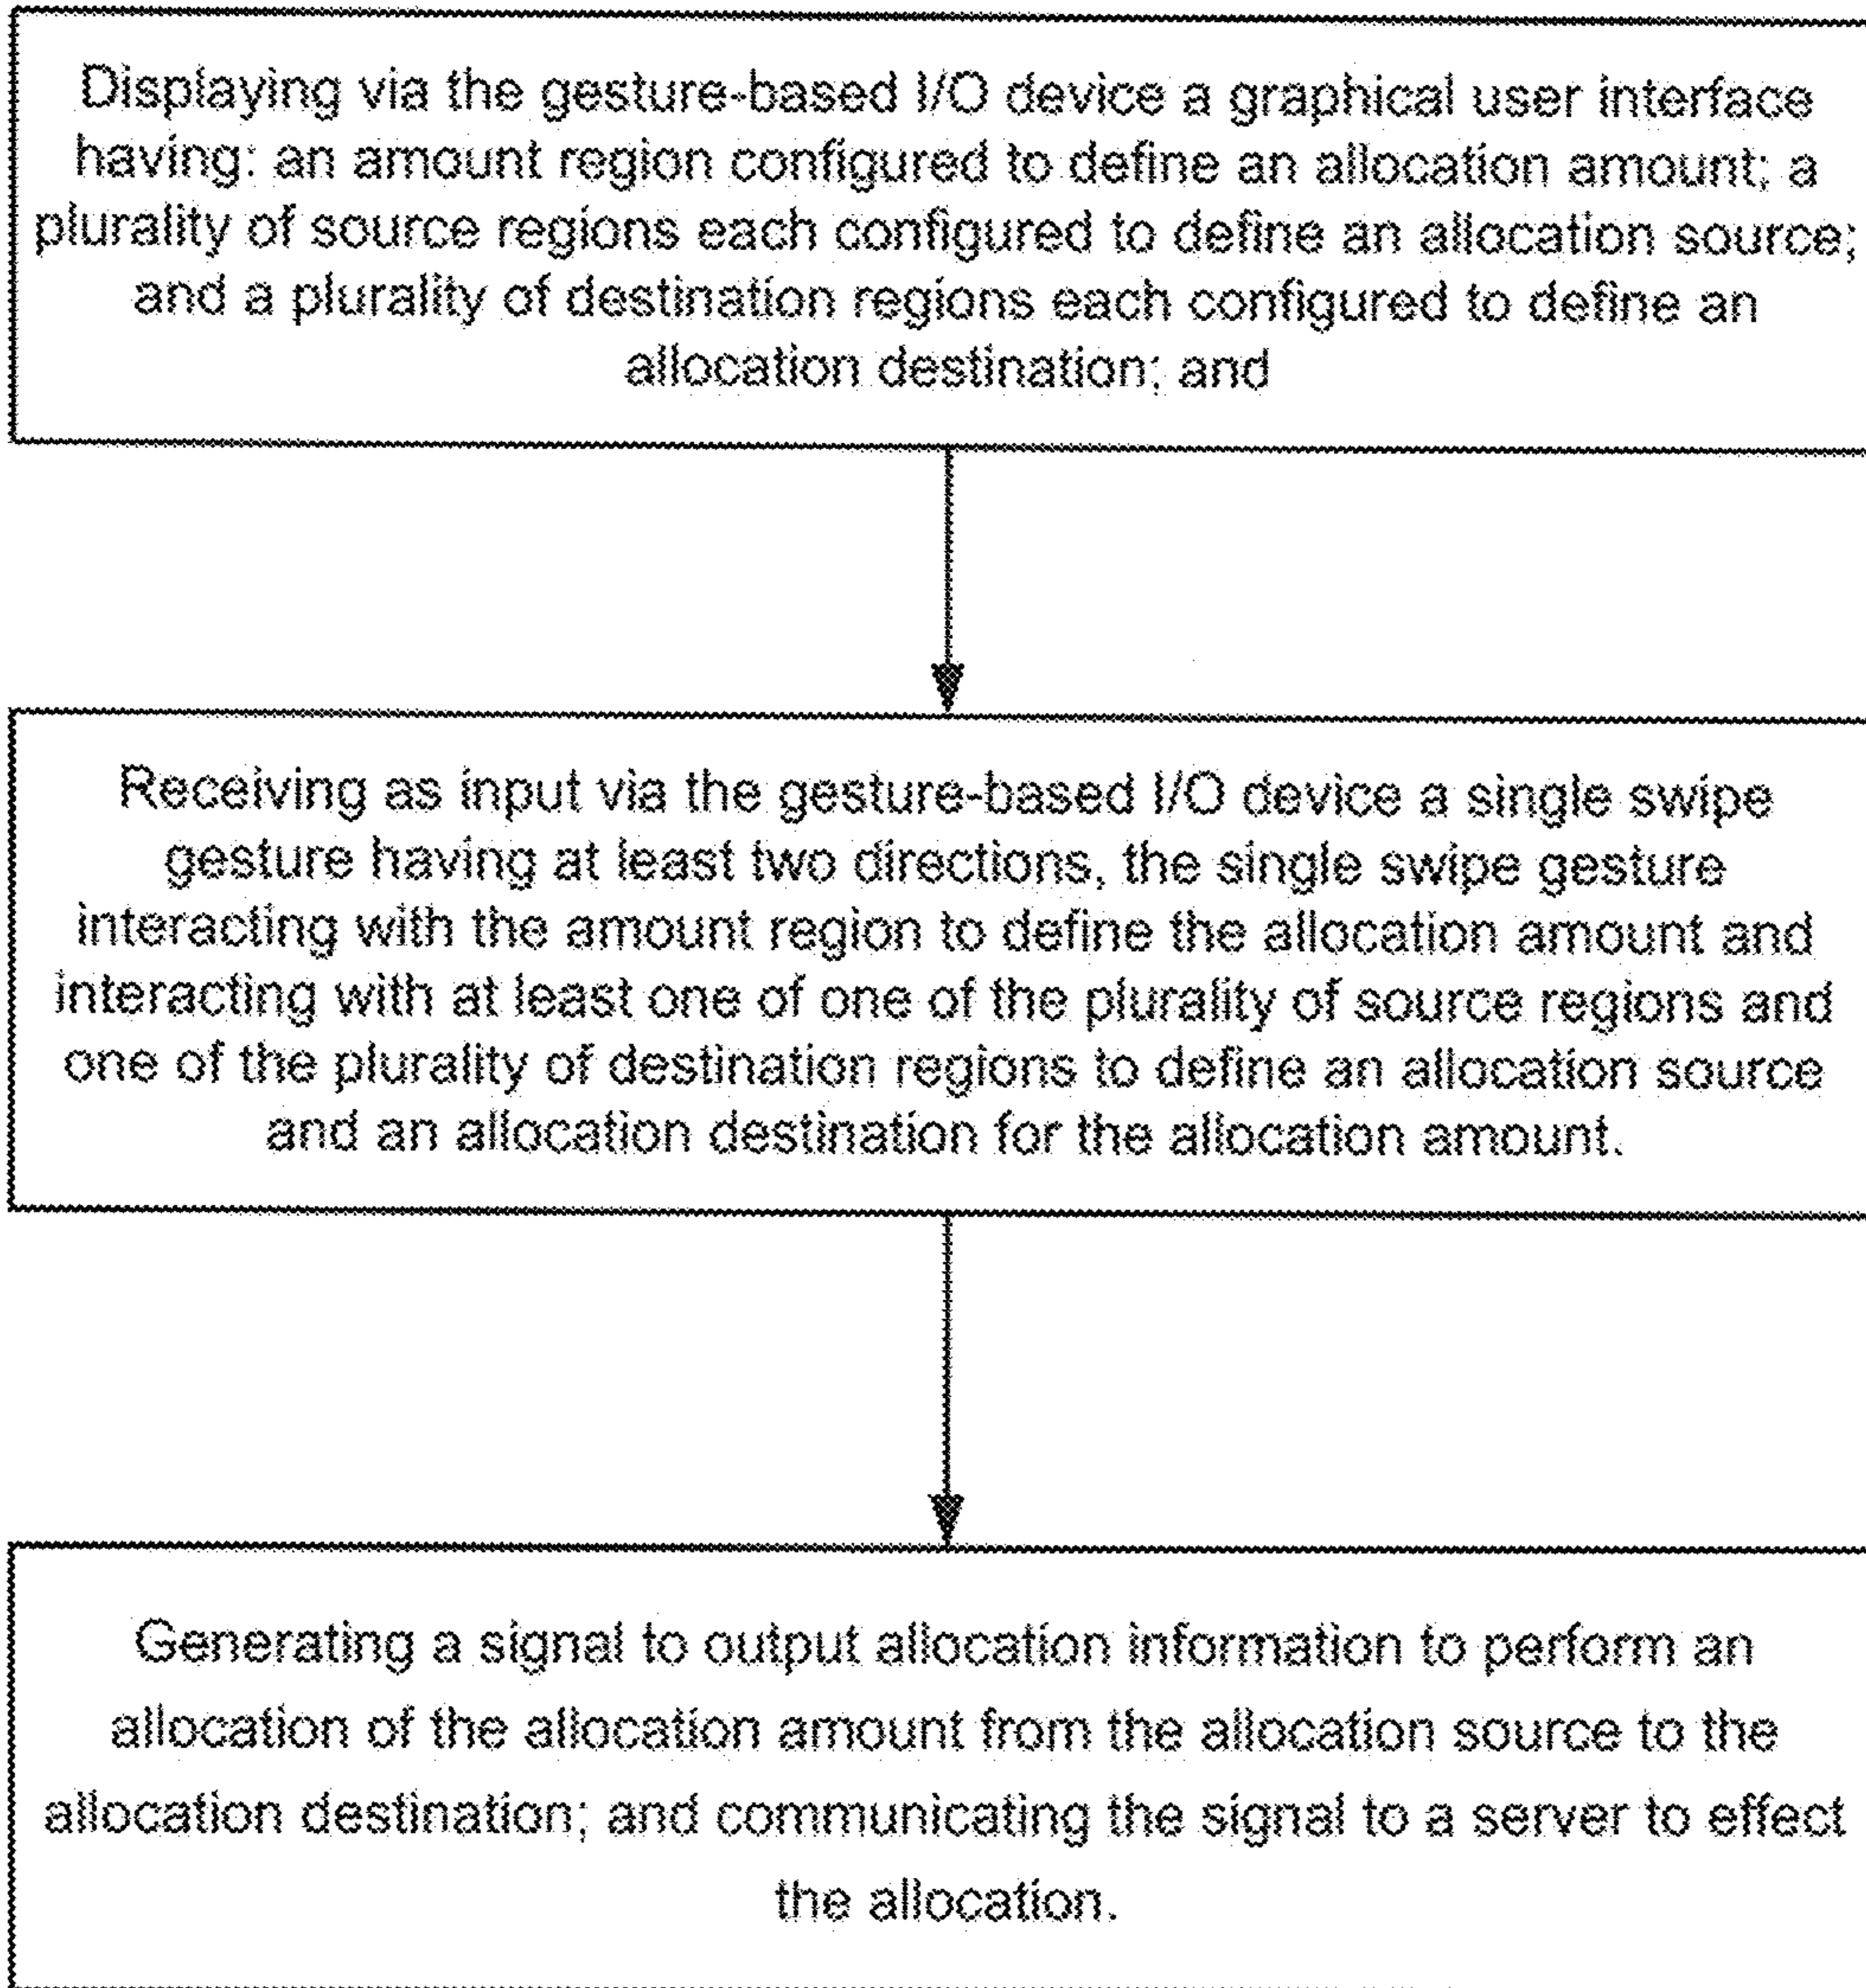 Displaying via the gesture-based I/O device a graphical user interface
having: an amount region configured to define an allocation amount; a
plurality of source regions each configured to define an allocation source;
and a plurality of destination regions each configured to define an
allocation destination; and
Receiving as input via the gesture-based I/O device a single swipe
gesture having at least two directions, the single swipe gesture
interacting with the amount region to define the allocation amount and
interacting with at least one of one of the plurality of source regions and
one of the plurality of destination regions to define an allocation source
and an allocation destination for the allocation amount.
Generating a signal to output allocation information to perform an
allocation of the allocation amount from the allocation source to the
allocation destination; and communicating the signal to a server to effect
the allocation.